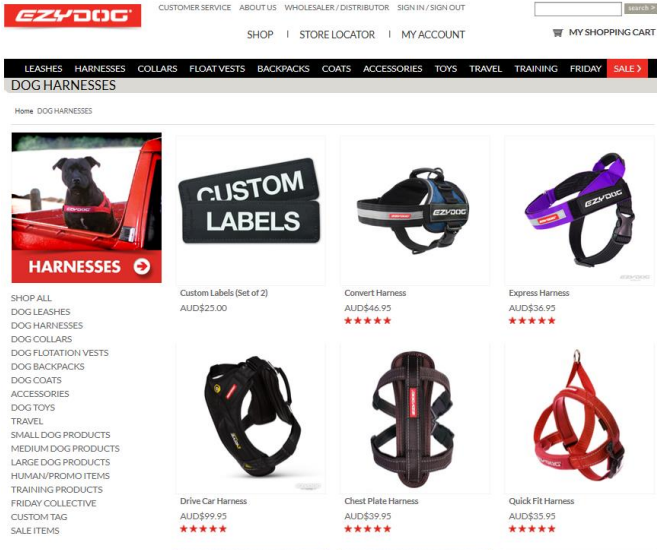 EZYDOG
CUSTOMER SERVICE ABOUT US WHOLESALER / DISTRIBUTOR SIGN IN / SIGN OUT
search >
SHOP | STORE LOCATOR | MY ACCOUNT
MY SHOPPING CART
LEASHES HARNESSES COLLARS FLOAT VESTS BACKPACKS COATS ACCESSORIES TOYS TRAVEL TRAINING FRIDAY SALE >
DOG HARNESSES
Home DOG HARNESSES
EZYDOG
HARNESSES
CUSTOM
LABELS
EZYDOG
EZYDOG
Custom Labels (Set of 2)
AUD$25.00
Convert Harness
AUD$46.95
Express Harness
AUD$36.95
SHOP ALL
DOG LEASHES
DOG HARNESSES
DOG COLLARS
DOG FLOTATION VESTS
DOG BACKPACKS
DOG COATS
ACCESSORIES
DOG TOYS
TRAVEL
SMALL DOG PRODUCTS
MEDIUM DOG PRODUCTS
LARGE DOG PRODUCTS
HUMAN/PROMO ITEMS
TRAINING PRODUCTS
FRIDAY COLLECTIVE
CUSTOM TAG
SALE ITEMS
EZYDOG
Drive Car Harness
AUD$99.95
Chest Plate Harness
AUD$39.95
Quick Fit Harness
AUD$35.95